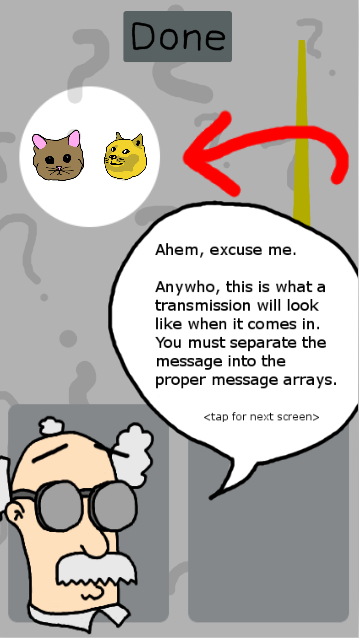 Done
Ahem, excuse me.
Anywho, this is what a
transmission will look
like when it comes in.
You must separate the
message into the
proper message arrays.
<tap for next screen>